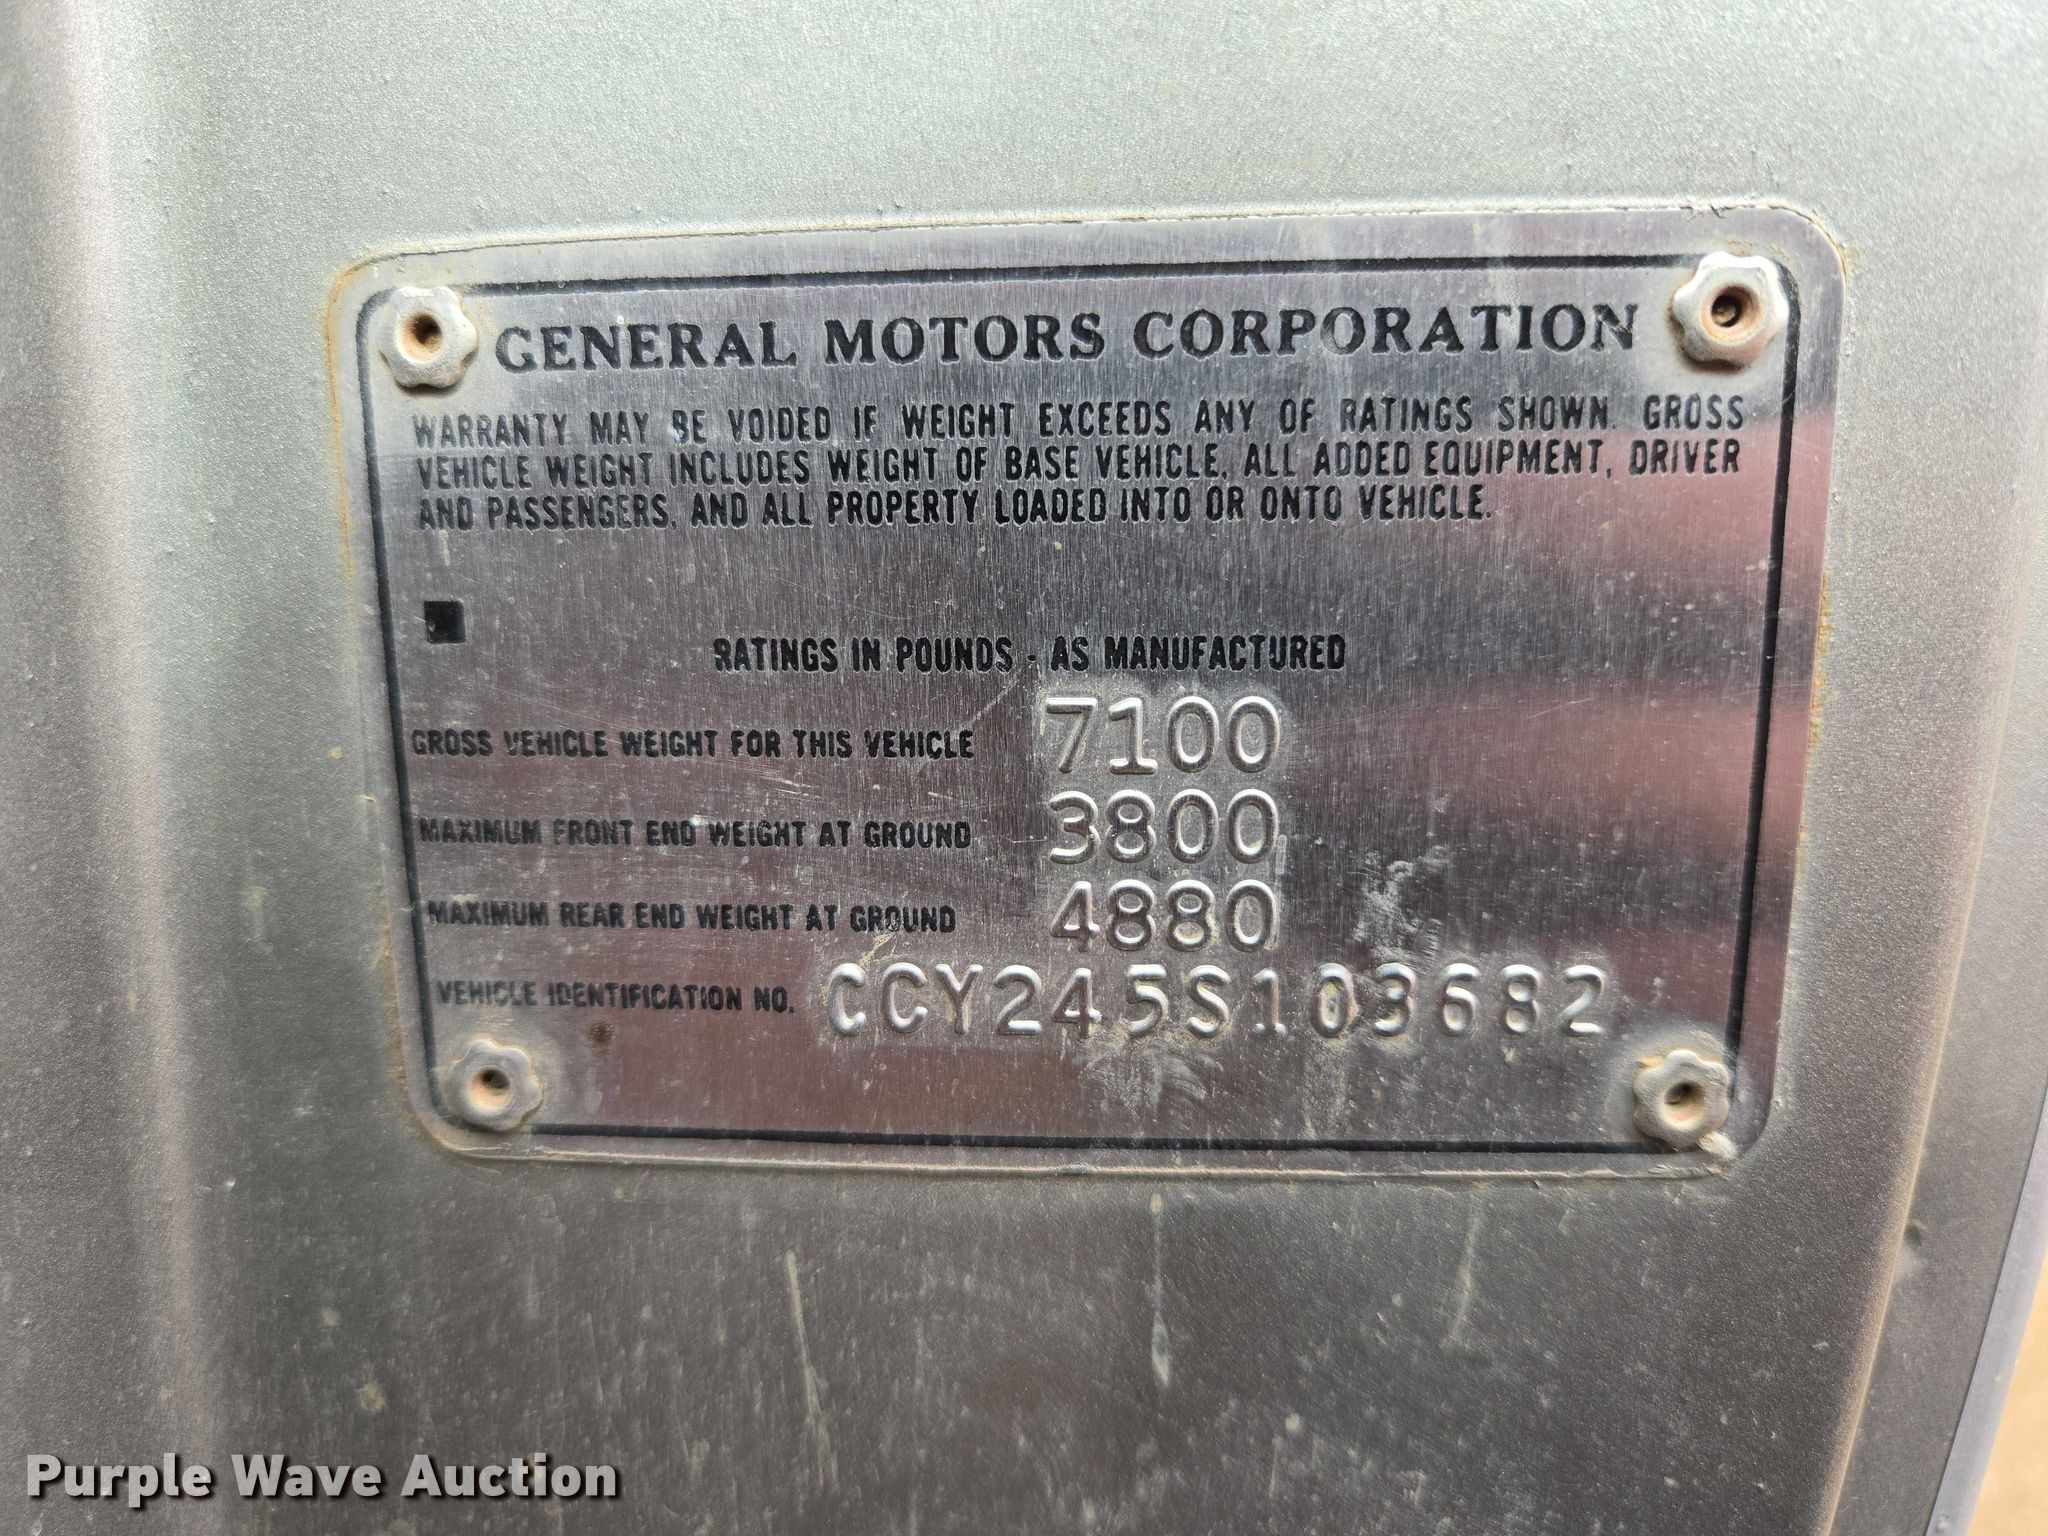 GENERAL MOTORS CORPORATION
WARRANTY MAY BE VOIDED IF WEIGHT EXCEEDS ANY OF RATINGS SHOWN. GROSS
VEHICLE WEIGHT INCLUDES WEIGHT OF BASE VEHICLE, ALL ADDED EQUIPMENT, DRIVER
AND PASSENGERS, AND ALL PROPERTY LOADED INTO OR ONTO VEHICLE.
RATINGS IN POUNDS - AS MANUFACTURED
GROSS VEHICLE WEIGHT FOR THIS VEHICLE 7100
MAXIMUM FRONT END WEIGHT AT GROUND 3800
MAXIMUM REAR END WEIGHT AT GROUND 4880
VEHICLE IDENTIFICATION NO. CCY245S103682
Purple Wave Auction